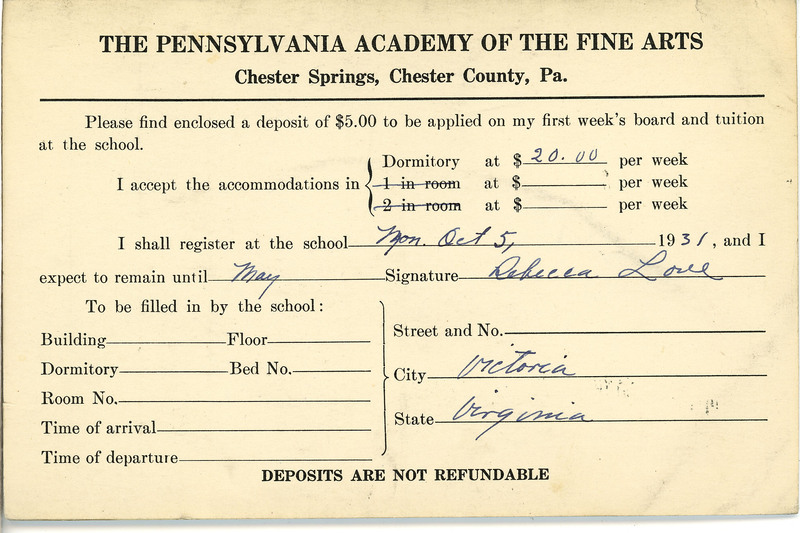 THE PENNSYLVANIA ACADEMY OF THE FINE ARTS
Chester Springs, Chester County, Pa.
Please find enclosed a deposit of $5.00 to be applied on my first week's board and tuition
at the school.
Dormitory at $ 20.00 per week
I accept the accommodations in 1 in room at $ per week
2 in room at $ per week
I shall register at the school Mon. Oct 5, 1931, and I
expect to remain until May Signature Rebecca Love
To be filled in by the school:
Building Floor
Dormitory Bed No.
Room No.
Time of arrival
Time of departure
Street and No.
City Victoria
State Virginia
DEPOSITS ARE NOT REFUNDABLE